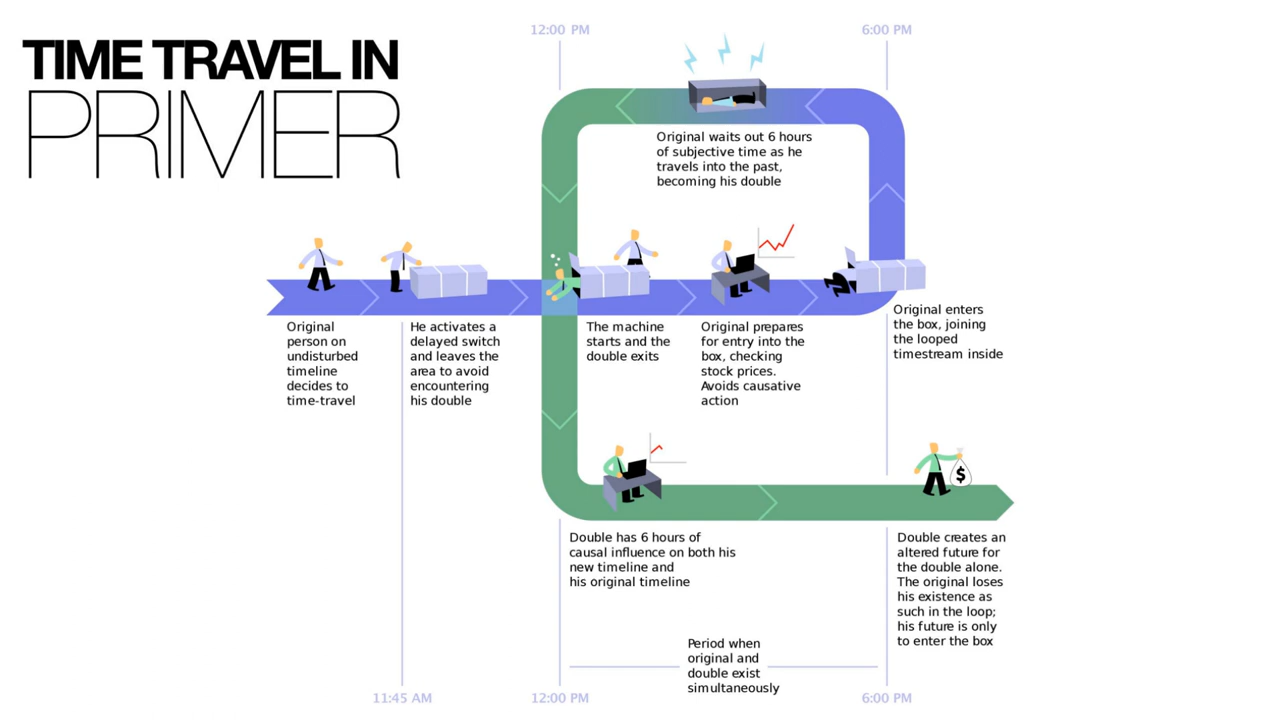 TIME TRAVEL IN
PRIMER
12:00 PM
6:00 PM
Original waits out 6 hours
of subjective time as he
travels into the past,
becoming his double
Original
person on
undisturbed
timeline
decides to
time-travel
He activates a
delayed switch
and leaves the
area to avoid
encountering
his double
The machine
starts and the
double exits
Original prepares
for entry into the
box, checking
stock prices.
Avoids causative
action
Original enters
the box, joining
the looped
timestream inside
$
Double has 6 hours of
causal influence on both his
new timeline and
his original timeline
Double creates an
altered future for
the double alone.
The original loses
his existence as
such in the loop;
his future is only
to enter the box
Period when
original and
double exist
simultaneously
11:45 AM
12:00 PM
6:00 PM